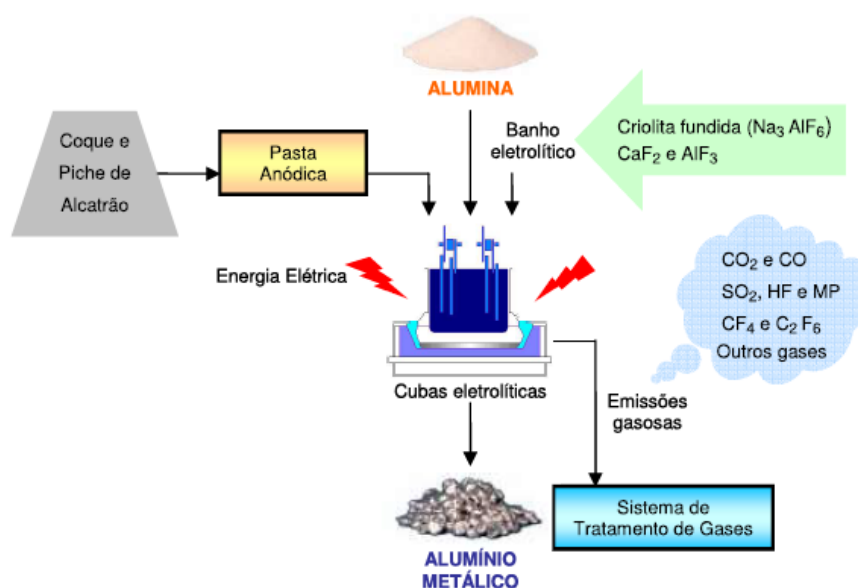 ALUMINA
Coque e
Piche de
Alcatrão
Pasta
Anódica
Banho
eletrolítico
Criolita fundida (Na₃ AlF₆)
CaF₂ e AlF₃
Energia Elétrica
CO₂ e CO
SO₂, HF e MP
CF₄ e C₂ F₆
Outros gases
Cubas eletrolíticas
Emissões
gasosas
Sistema de
Tratamento de Gases
ALUMÍNIO
METÁLICO